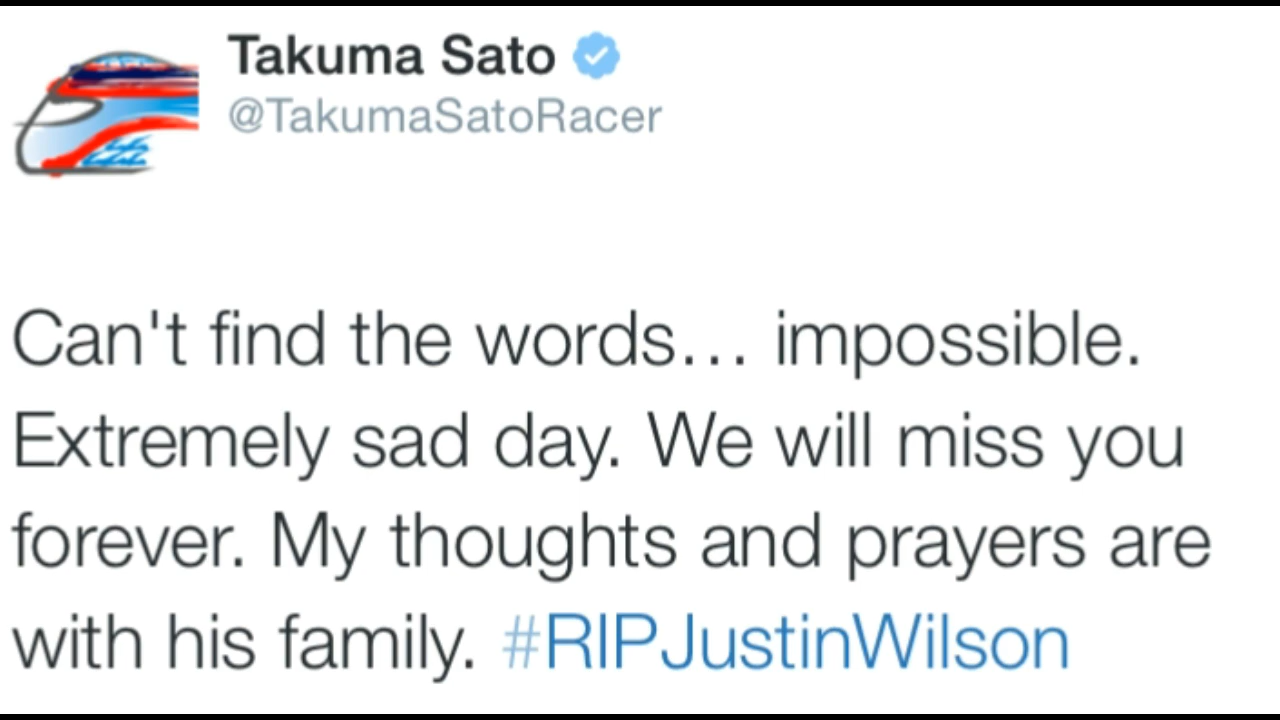 Takuma Sato
@TakumaSatoRacer
Can't find the words... impossible.
Extremely sad day. We will miss you
forever. My thoughts and prayers are
with his family. #RIPJustinWilson